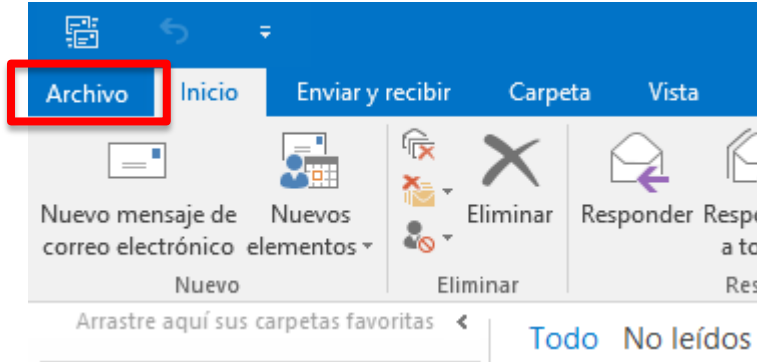 Archivo Inicio Enviar y recibir Carpeta Vista
Nuevo mensaje de correo electrónico
Nuevos elementos
Eliminar
Responder
a
Nuevo Eliminar
Arrastre aquí sus carpetas favoritas
Todo No leídos